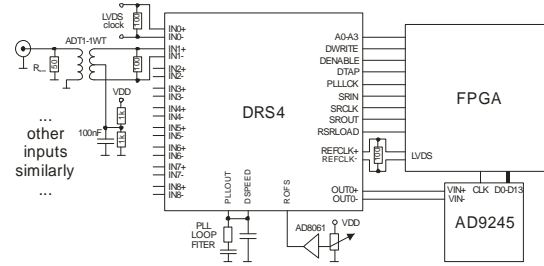 LVDS
clock
100
IN0+
IN0-
ADT1-1WT
R
50
100
IN1+
IN1-
IN2+
IN2-
VDD
1k
1k
100nF
IN3+
IN3-
IN4+
IN4-
IN5+
IN5-
IN6+
IN6-
IN7+
IN7-
IN8+
IN8-
...
other
inputs
similarly
...
DRS4
A0-A3
DWRITE
DENABLE
DTAP
PLLLCK
SRIN
SRCLK
SROUT
RSRLOAD
REFCLK+
REFCLK-
100
LVDS
FPGA
OUT0+
OUT0-
VIN+
VIN-
CLK D0-D13
AD9245
PLLOUT
DSPEED
ROFS
PLL
LOOP
FITER
AD8061
VDD